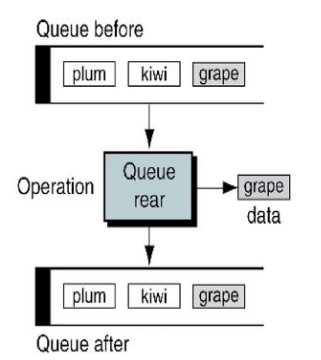 Queue before
plum kiwi grape
Operation
Queue
rear
grape
data
plum kiwi grape
Queue after